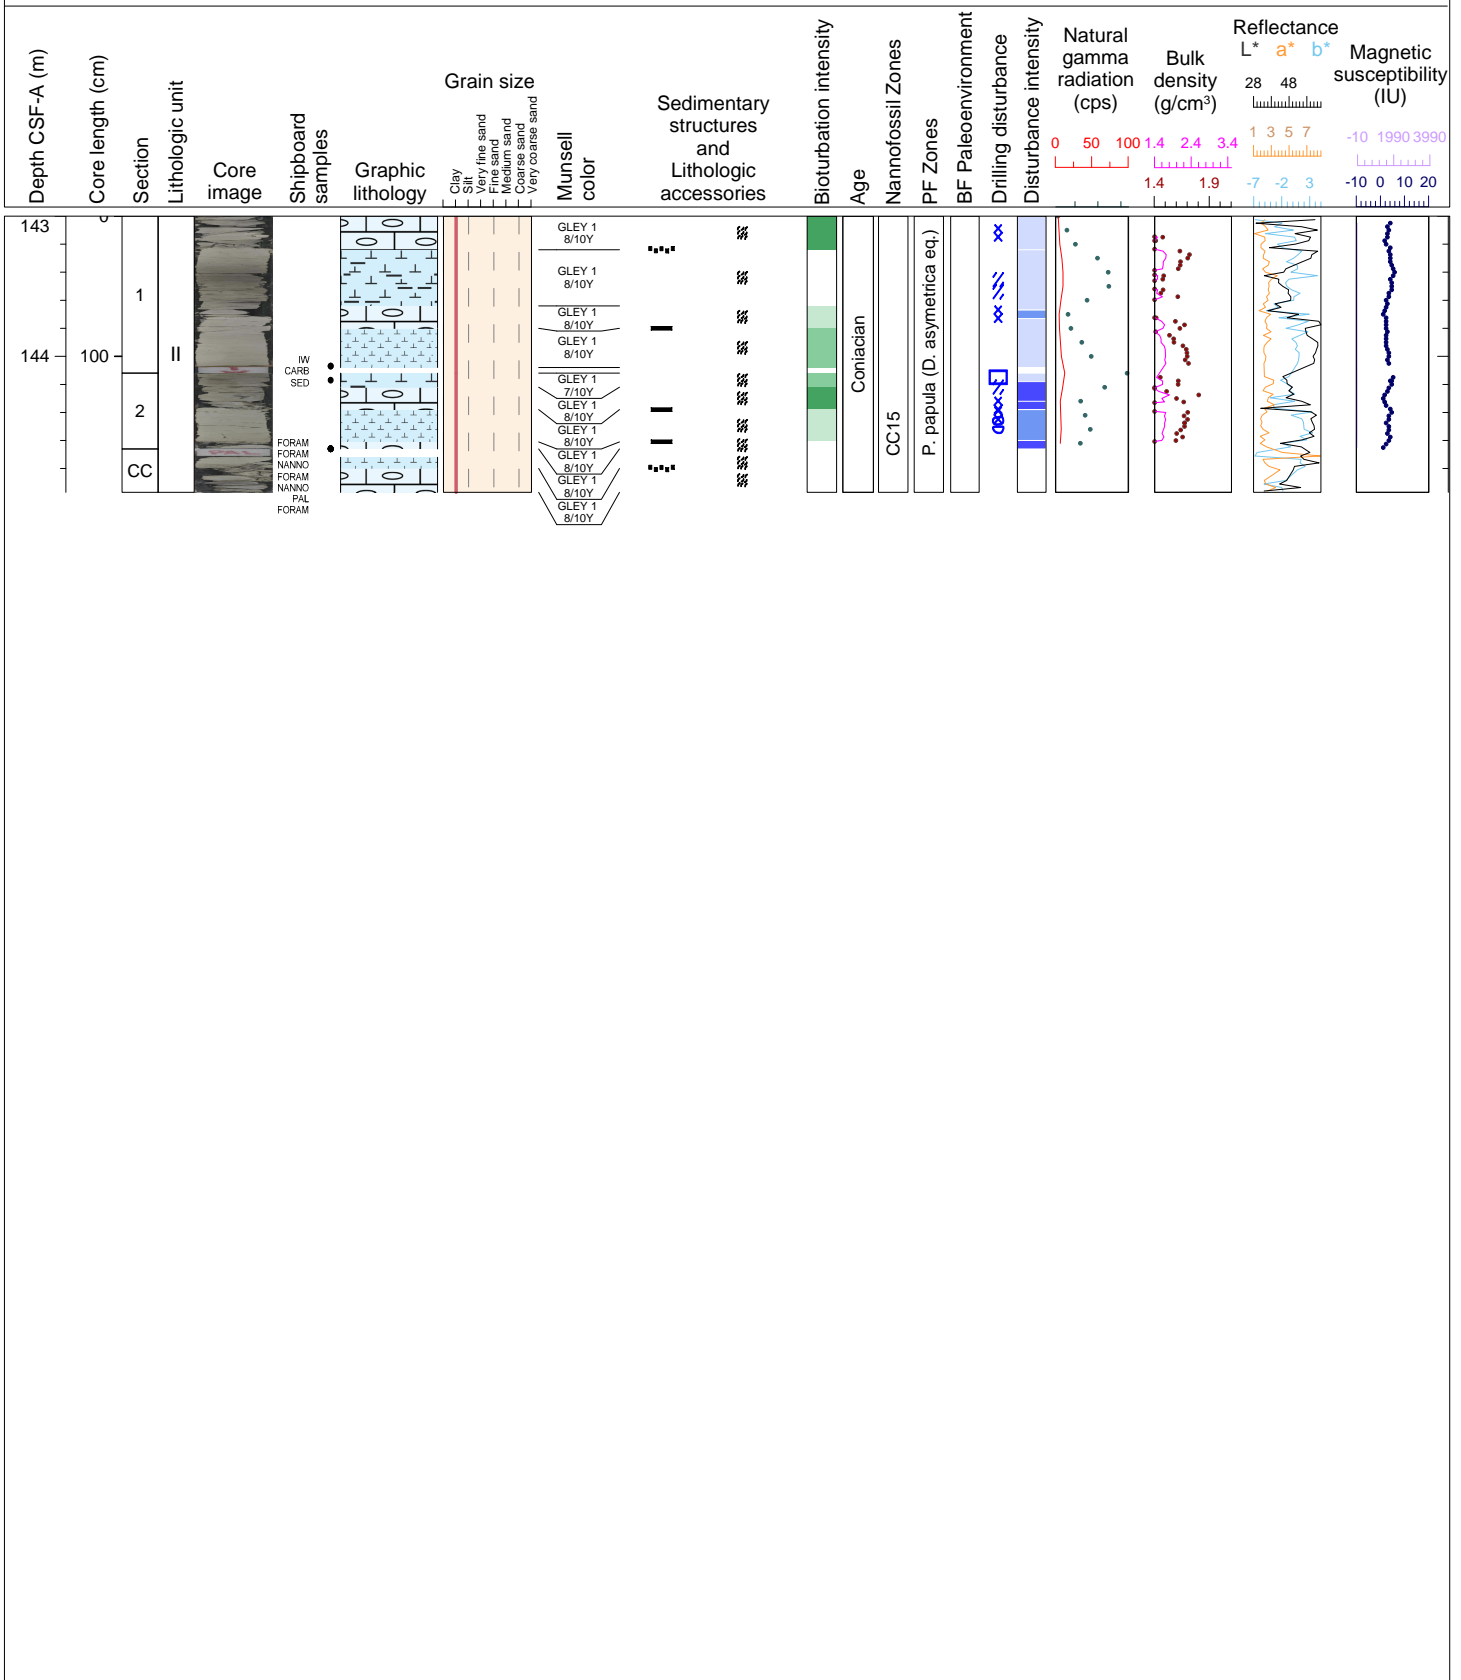 Depth CSF-A (m)
Core length (cm)
Section
Lithologic unit
Core
image
Shipboard
samples
Graphic
lithology
Grain size
Clay
Silt
Very fine sand
Fine sand
Medium sand
Coarse sand
Very coarse sand
Munsell
color
Sedimentary
structures
and
Lithologic
accessories
Bioturbation intensity
Age
Nannofossil Zones
PF Zones
BF Paleoenvironment
Drilling disturbance
Disturbance intensity
Natural
gamma
radiation
(cps)
0 50 100
Bulk
density
(g/cm³)
1.4 2.4 3.4
1.4 1.9
Reflectance
L* a* b*
28 48
1 3 5 7
-7 -2 3
Magnetic
susceptibility
(IU)
-10 1990 3990
-10 0 10 20
143
144
0
100
1
2
CC
II
IW
CARB
SED
FORAM
FORAM
NANNO
FORAM
NANNO
PAL
FORAM
GLEY 1
8/10Y
GLEY 1
8/10Y
GLEY 1
8/10Y
GLEY 1
8/10Y
GLEY 1
7/10Y
GLEY 1
8/10Y
GLEY 1
8/10Y
GLEY 1
8/10Y
GLEY 1
8/10Y
GLEY 1
8/10Y
Coniacian
CC15
P. papula (D. asymetrica eq.)